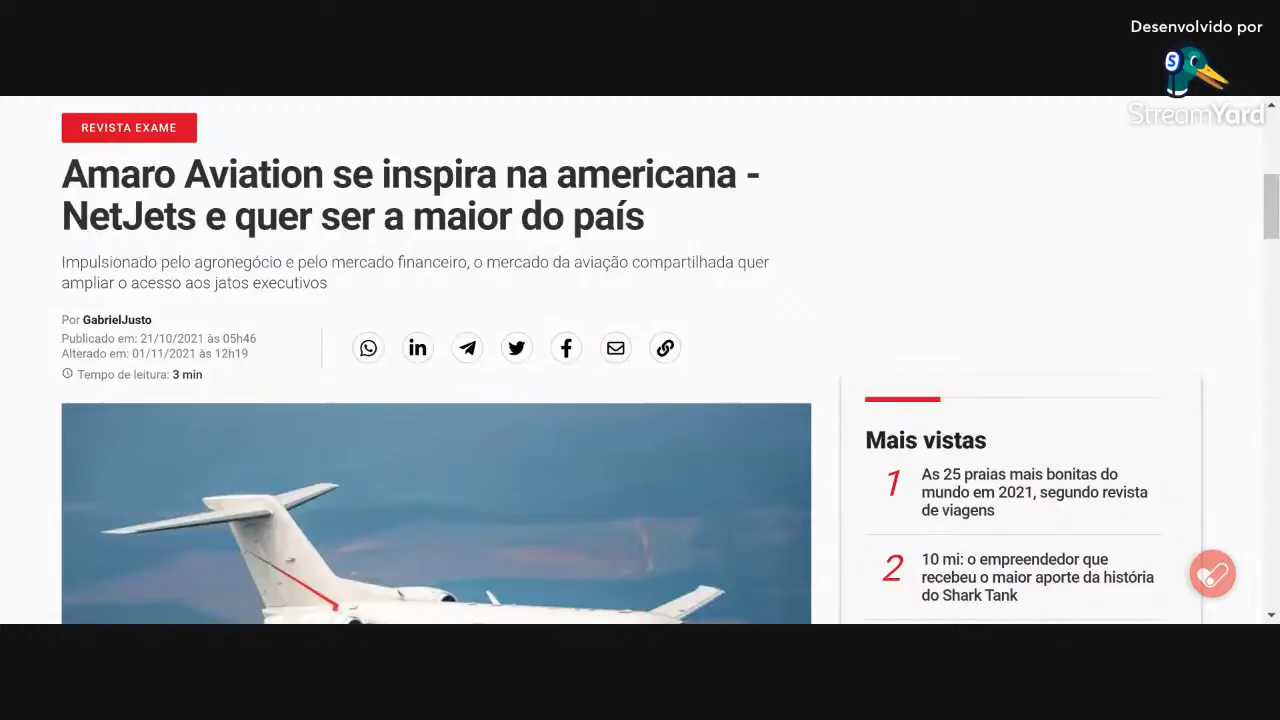 Desenvolvido por
S
StreamYard
REVISTA EXAME
Amaro Aviation se inspira na americana -
NetJets e quer ser a maior do país
Impulsionado pelo agronegócio e pelo mercado financeiro, o mercado da aviação compartilhada quer
ampliar o acesso aos jatos executivos
Por GabrielJusto
Publicado em: 21/10/2021 às 05h46
Alterado em: 01/11/2021 às 12h19
Tempo de leitura: 3 min
Mais vistas
1 As 25 praias mais bonitas do
mundo em 2021, segundo revista
de viagens
2 10 mi: o empreendedor que
recebeu o maior aporte da história
do Shark Tank